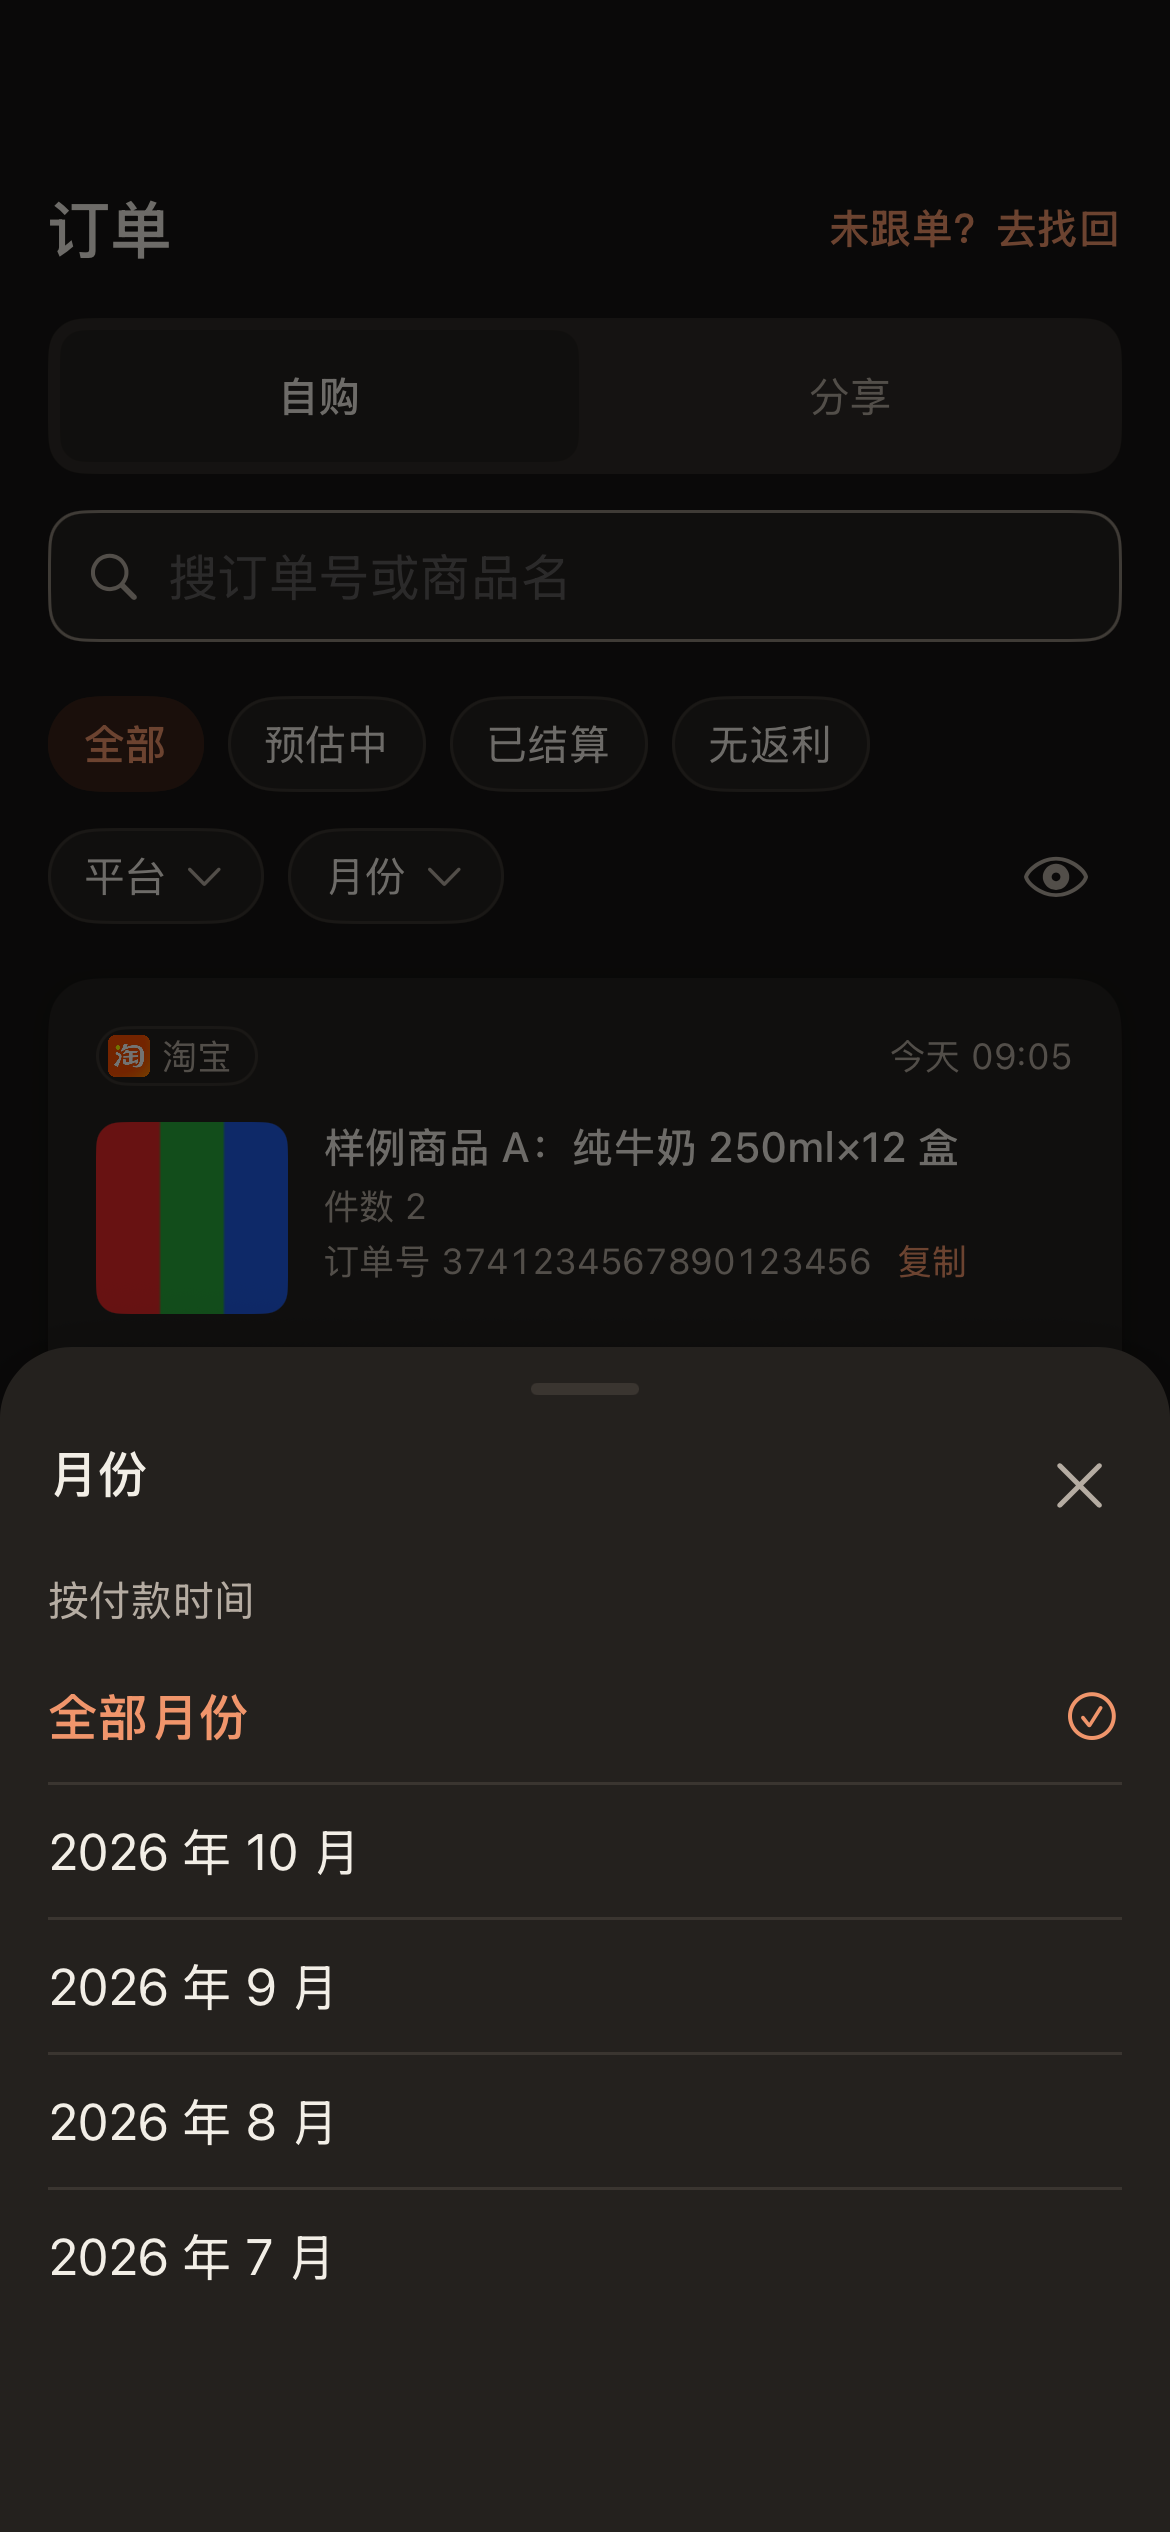 订单
未跟单？去找回
自购
分享
搜订单号或商品名
全部
预估中
已结算
无返利
平台
月份
淘 淘宝
今天 09:05
样例商品 A：纯牛奶 250ml×12 盒
件数 2
订单号 3741234567890123456 复制
月份
按付款时间
全部月份
2026 年 10 月
2026 年 9 月
2026 年 8 月
2026 年 7 月